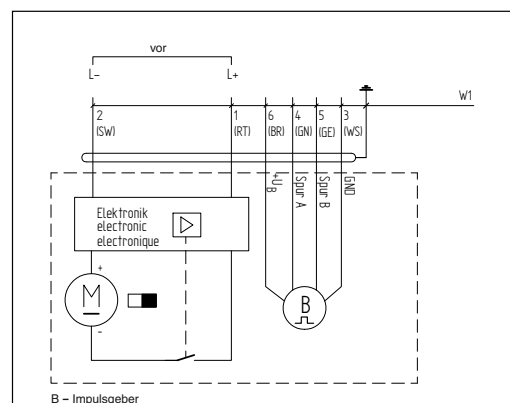 vor
L– L+
W1
2 1 6 4 5 3
(SW) (RT) (BR) (GN) (GE) (WS)
+UB Spur A Spur B GND
Elektronik
electronic
electronique
+
M
–
B
B – Impulsgeber